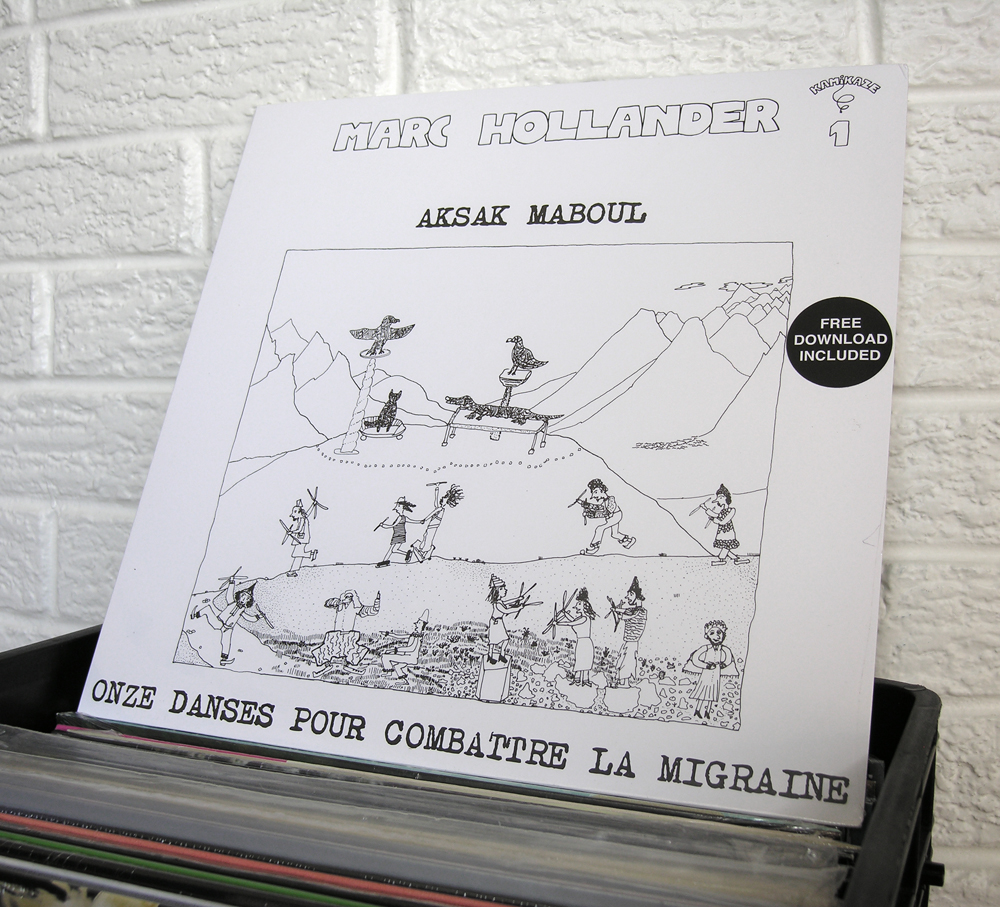 KAMiKAZE
1
MARC HOLLANDER
AKSAK MABOUL
FREE
DOWNLOAD
INCLUDED
ONZE DANSES POUR COMBATTRE LA MIGRAINE